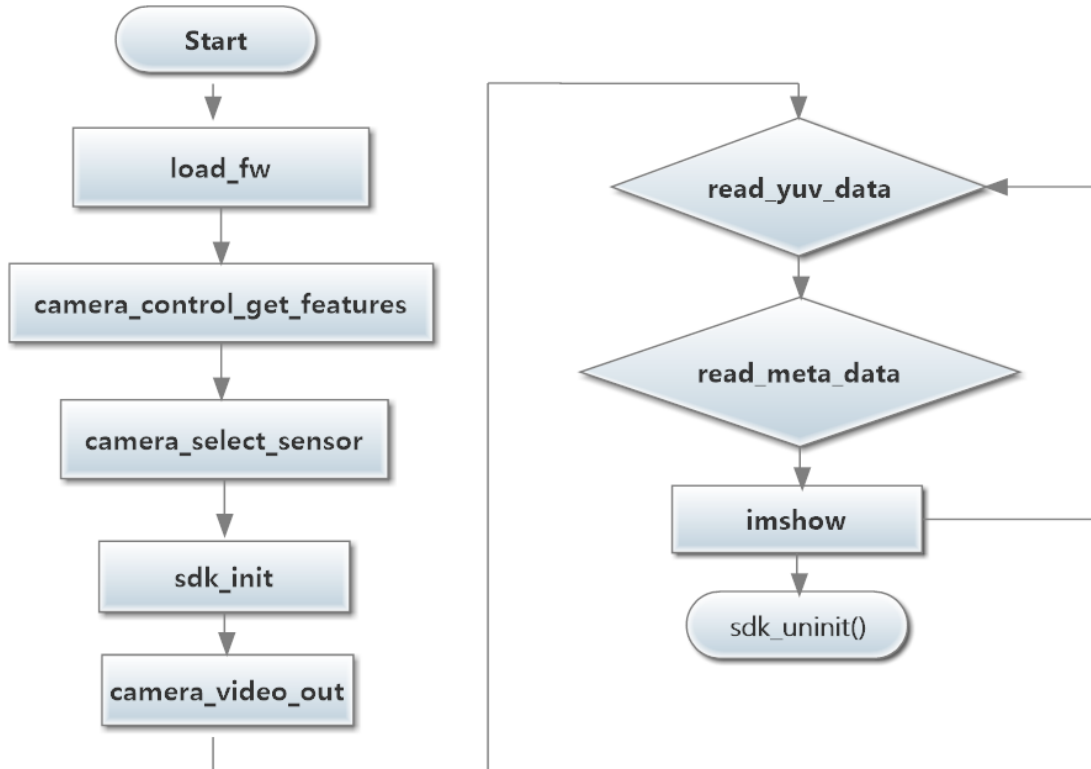 Start
load_fw
camera_control_get_features
camera_select_sensor
sdk_init
camera_video_out
read_yuv_data
read_meta_data
imshow
sdk_uninit()